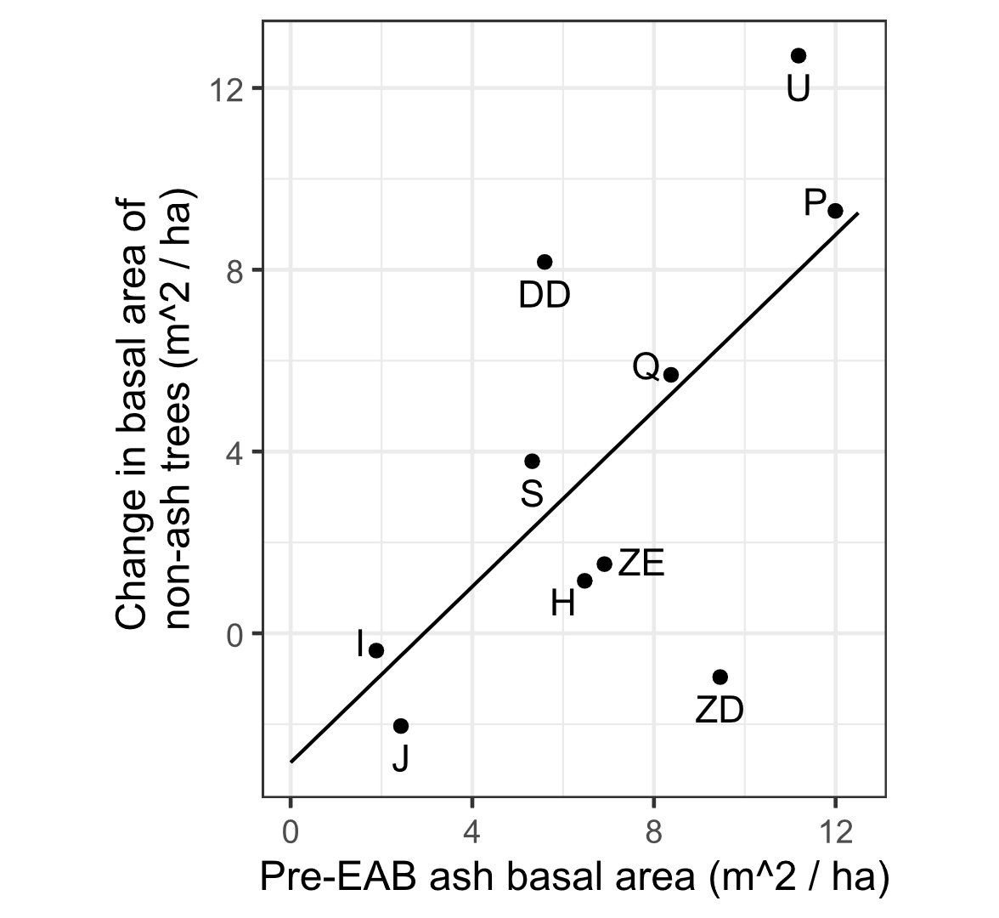 Change in basal area of
non-ash trees (m^2 / ha)
12
8
4
0
U
P
DD
Q
S
ZE
H
I
ZD
J
0 4 8 12
Pre-EAB ash basal area (m^2 / ha)